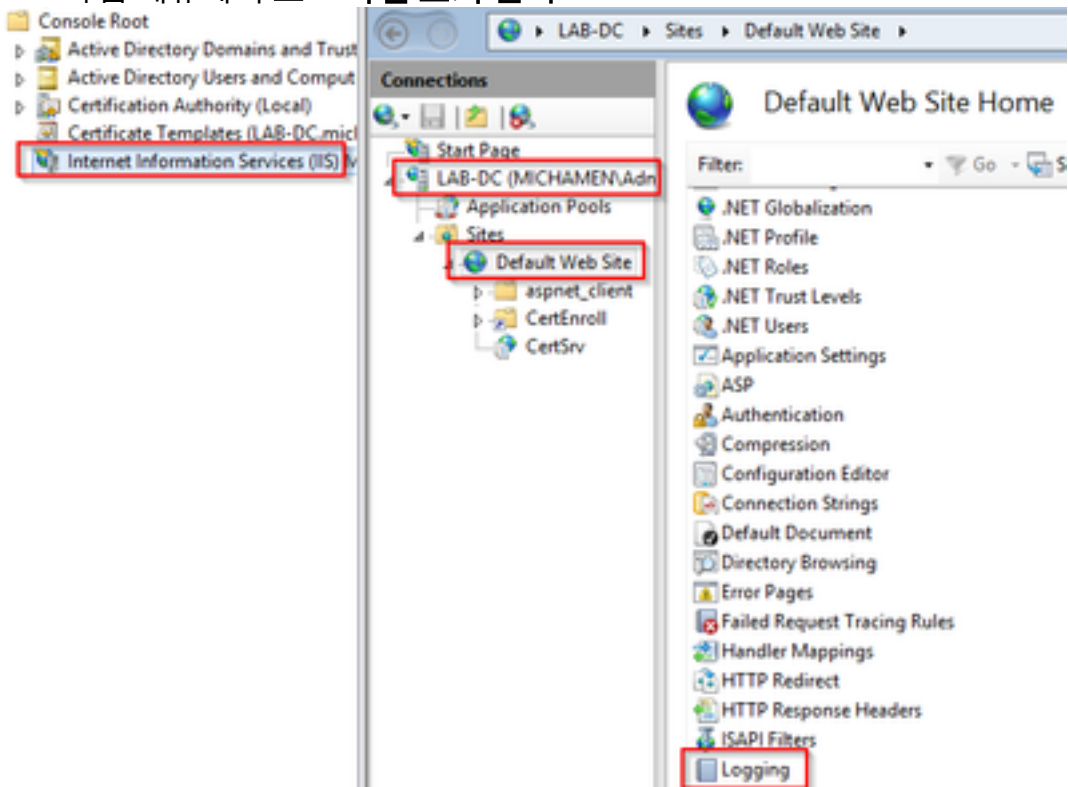 Console Root
Active Directory Domains and Trust
Active Directory Users and Comput
Certification Authority (Local)
Certificate Templates (LAB-DC.micl
Internet Information Services (IIS)
LAB-DC Sites Default Web Site
Connections
Start Page
LAB-DC (MICHAMEN\Adn
Application Pools
Sites
Default Web Site
aspnet_client
CertEnroll
CertSrv
Default Web Site Home
Filter: Go
.NET Globalization
.NET Profile
.NET Roles
.NET Trust Levels
.NET Users
Application Settings
ASP
Authentication
Compression
Configuration Editor
Connection Strings
Default Document
Directory Browsing
Error Pages
Failed Request Tracing Rules
Handler Mappings
HTTP Redirect
HTTP Response Headers
ISAPI Filters
Logging